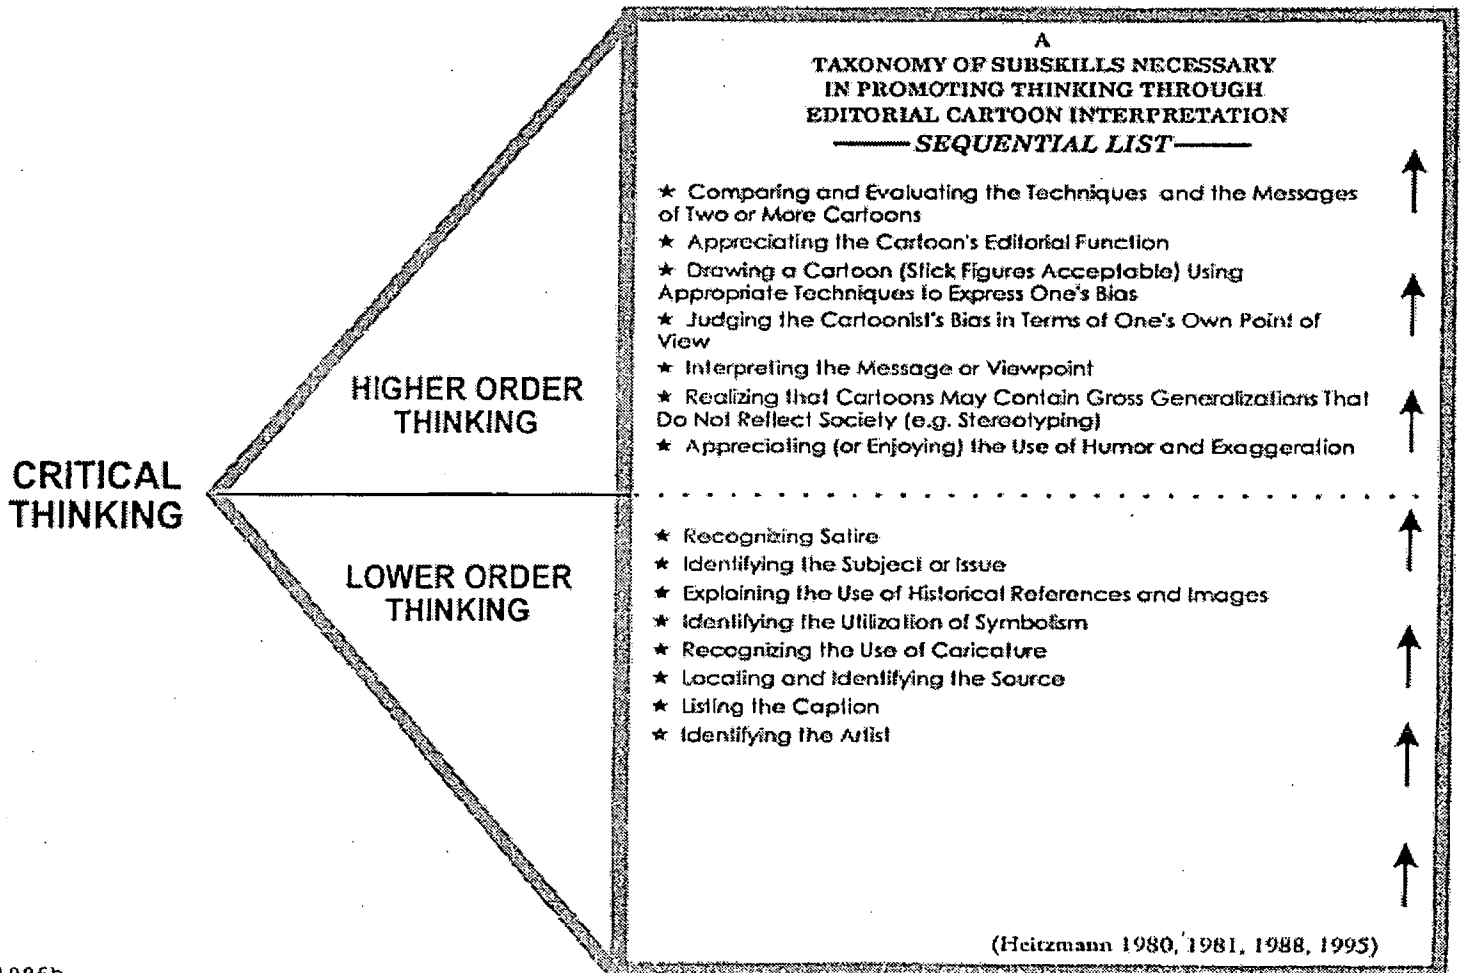 A
TAXONOMY OF SUBSKILLS NECESSARY
IN PROMOTING THINKING THROUGH
EDITORIAL CARTOON INTERPRETATION
SEQUENTIAL LIST
★ Comparing and Evaluating the Techniques and the Messages
of Two or More Cartoons
★ Appreciating the Cartoon's Editorial Function
★ Drawing a Cartoon (Stick Figures Acceptable) Using
Appropriate Techniques to Express One's Bias
★ Judging the Cartoonist's Bias in Terms of One's Own Point of
View
★ Interpreting the Message or Viewpoint
★ Realizing that Cartoons May Contain Gross Generalizations That
Do Not Reflect Society (e.g. Stereotyping)
★ Appreciating (or Enjoying) the Use of Humor and Exaggeration
HIGHER ORDER
THINKING
CRITICAL
THINKING
LOWER ORDER
THINKING
★ Recognizing Satire
★ Identifying the Subject or Issue
★ Explaining the Use of Historical References and Images
★ Identifying the Utilization of Symbolism
★ Recognizing the Use of Caricature
★ Locating and Identifying the Source
★ Listing the Caption
★ Identifying the Artist
(Heitzmann 1980, 1981, 1988, 1995)